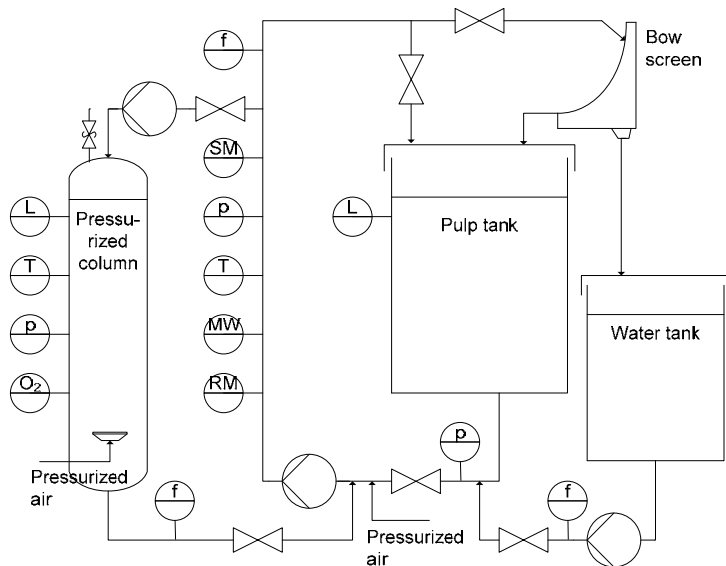 f
Bow
screen
SM
L
Pressu-
rized
column
p
L
Pulp tank
T
T
p
MW
Water tank
O₂
RM
p
Pressurized
air
f
f
Pressurized
air